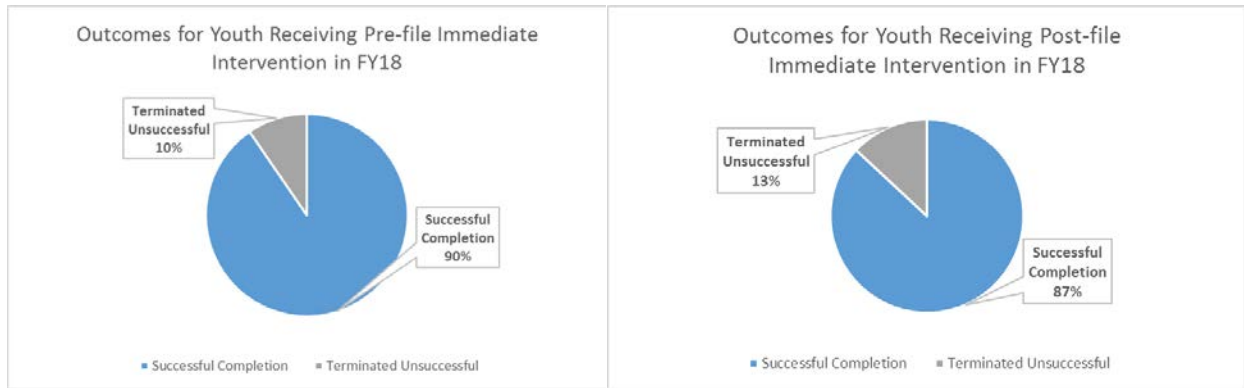 Outcomes for Youth Receiving Pre-file Immediate
Intervention in FY18
Terminated
Unsuccessful
10%
Successful
Completion
90%
Successful Completion
Terminated Unsuccessful
Outcomes for Youth Receiving Post-file
Immediate Intervention in FY18
Terminated
Unsuccessful
13%
Successful
Completion
87%
Successful Completion
Terminated Unsuccessful